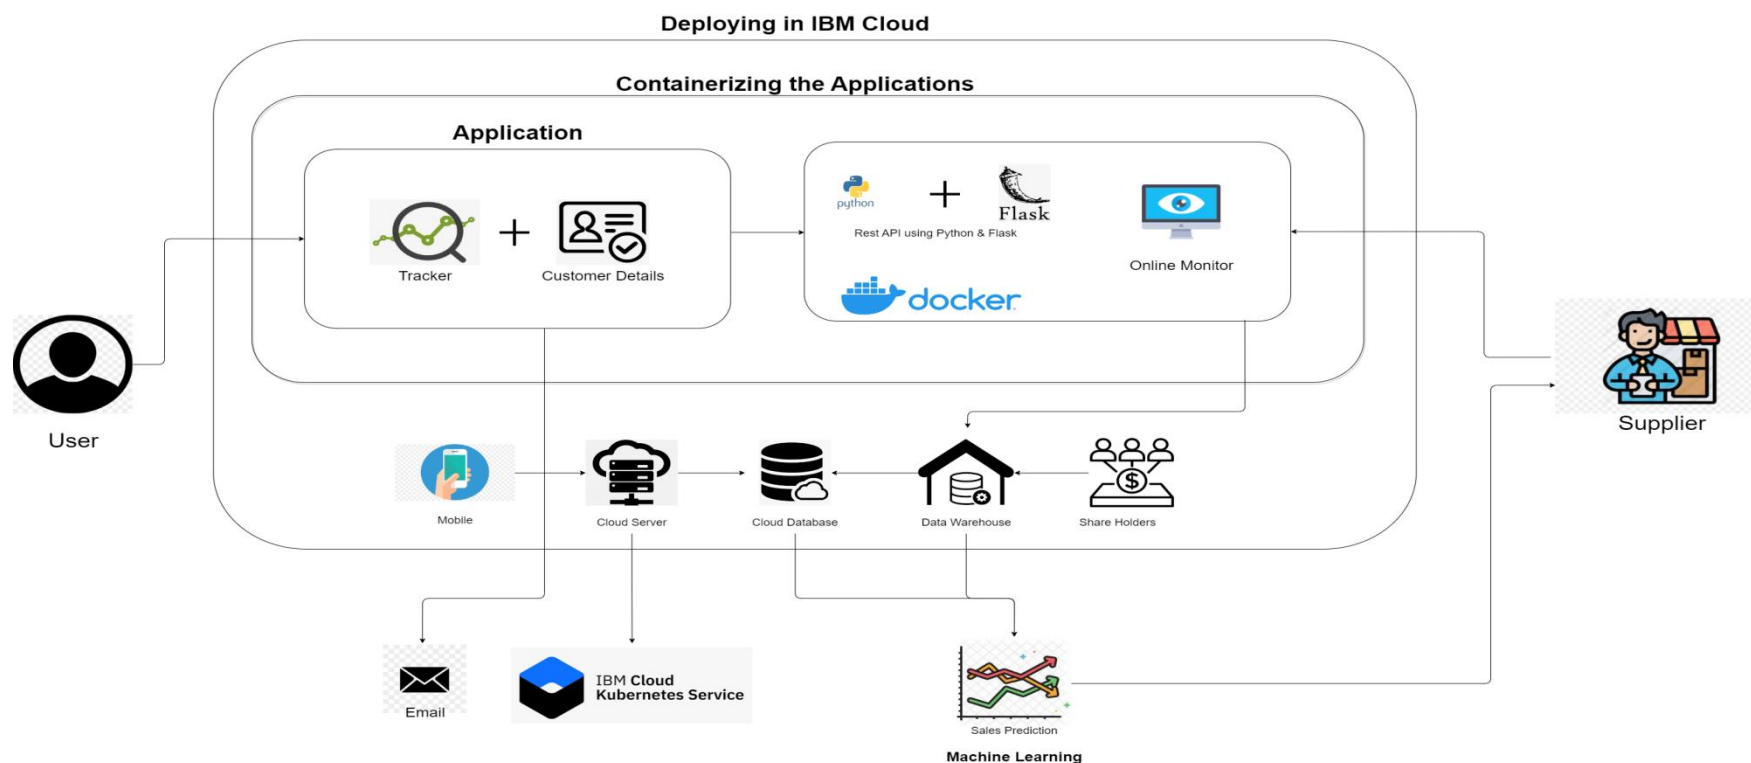 Deploying in IBM Cloud
Containerizing the Applications
Application
Tracker
Customer Details
python
Flask
Rest API using Python & Flask
Online Monitor
docker
User
Supplier
Mobile
Cloud Server
Cloud Database
Data Warehouse
Share Holders
Email
IBM Cloud
Kubernetes Service
Sales Prediction
Machine Learning